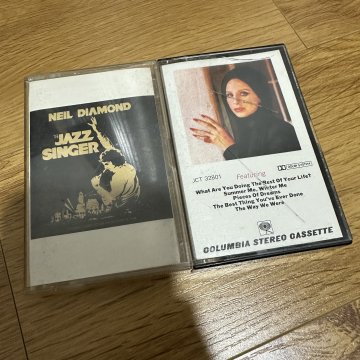 NEIL DIAMOND
THE
JAZZ
SINGER
JCT 32801
Featuring
What Are You Doing The Rest Of Your Life?
Summer Me, Winter Me
Pieces Of Dreams
The Best Thing You've Ever Done
The Way We Were
COLUMBIA STEREO CASSETTE